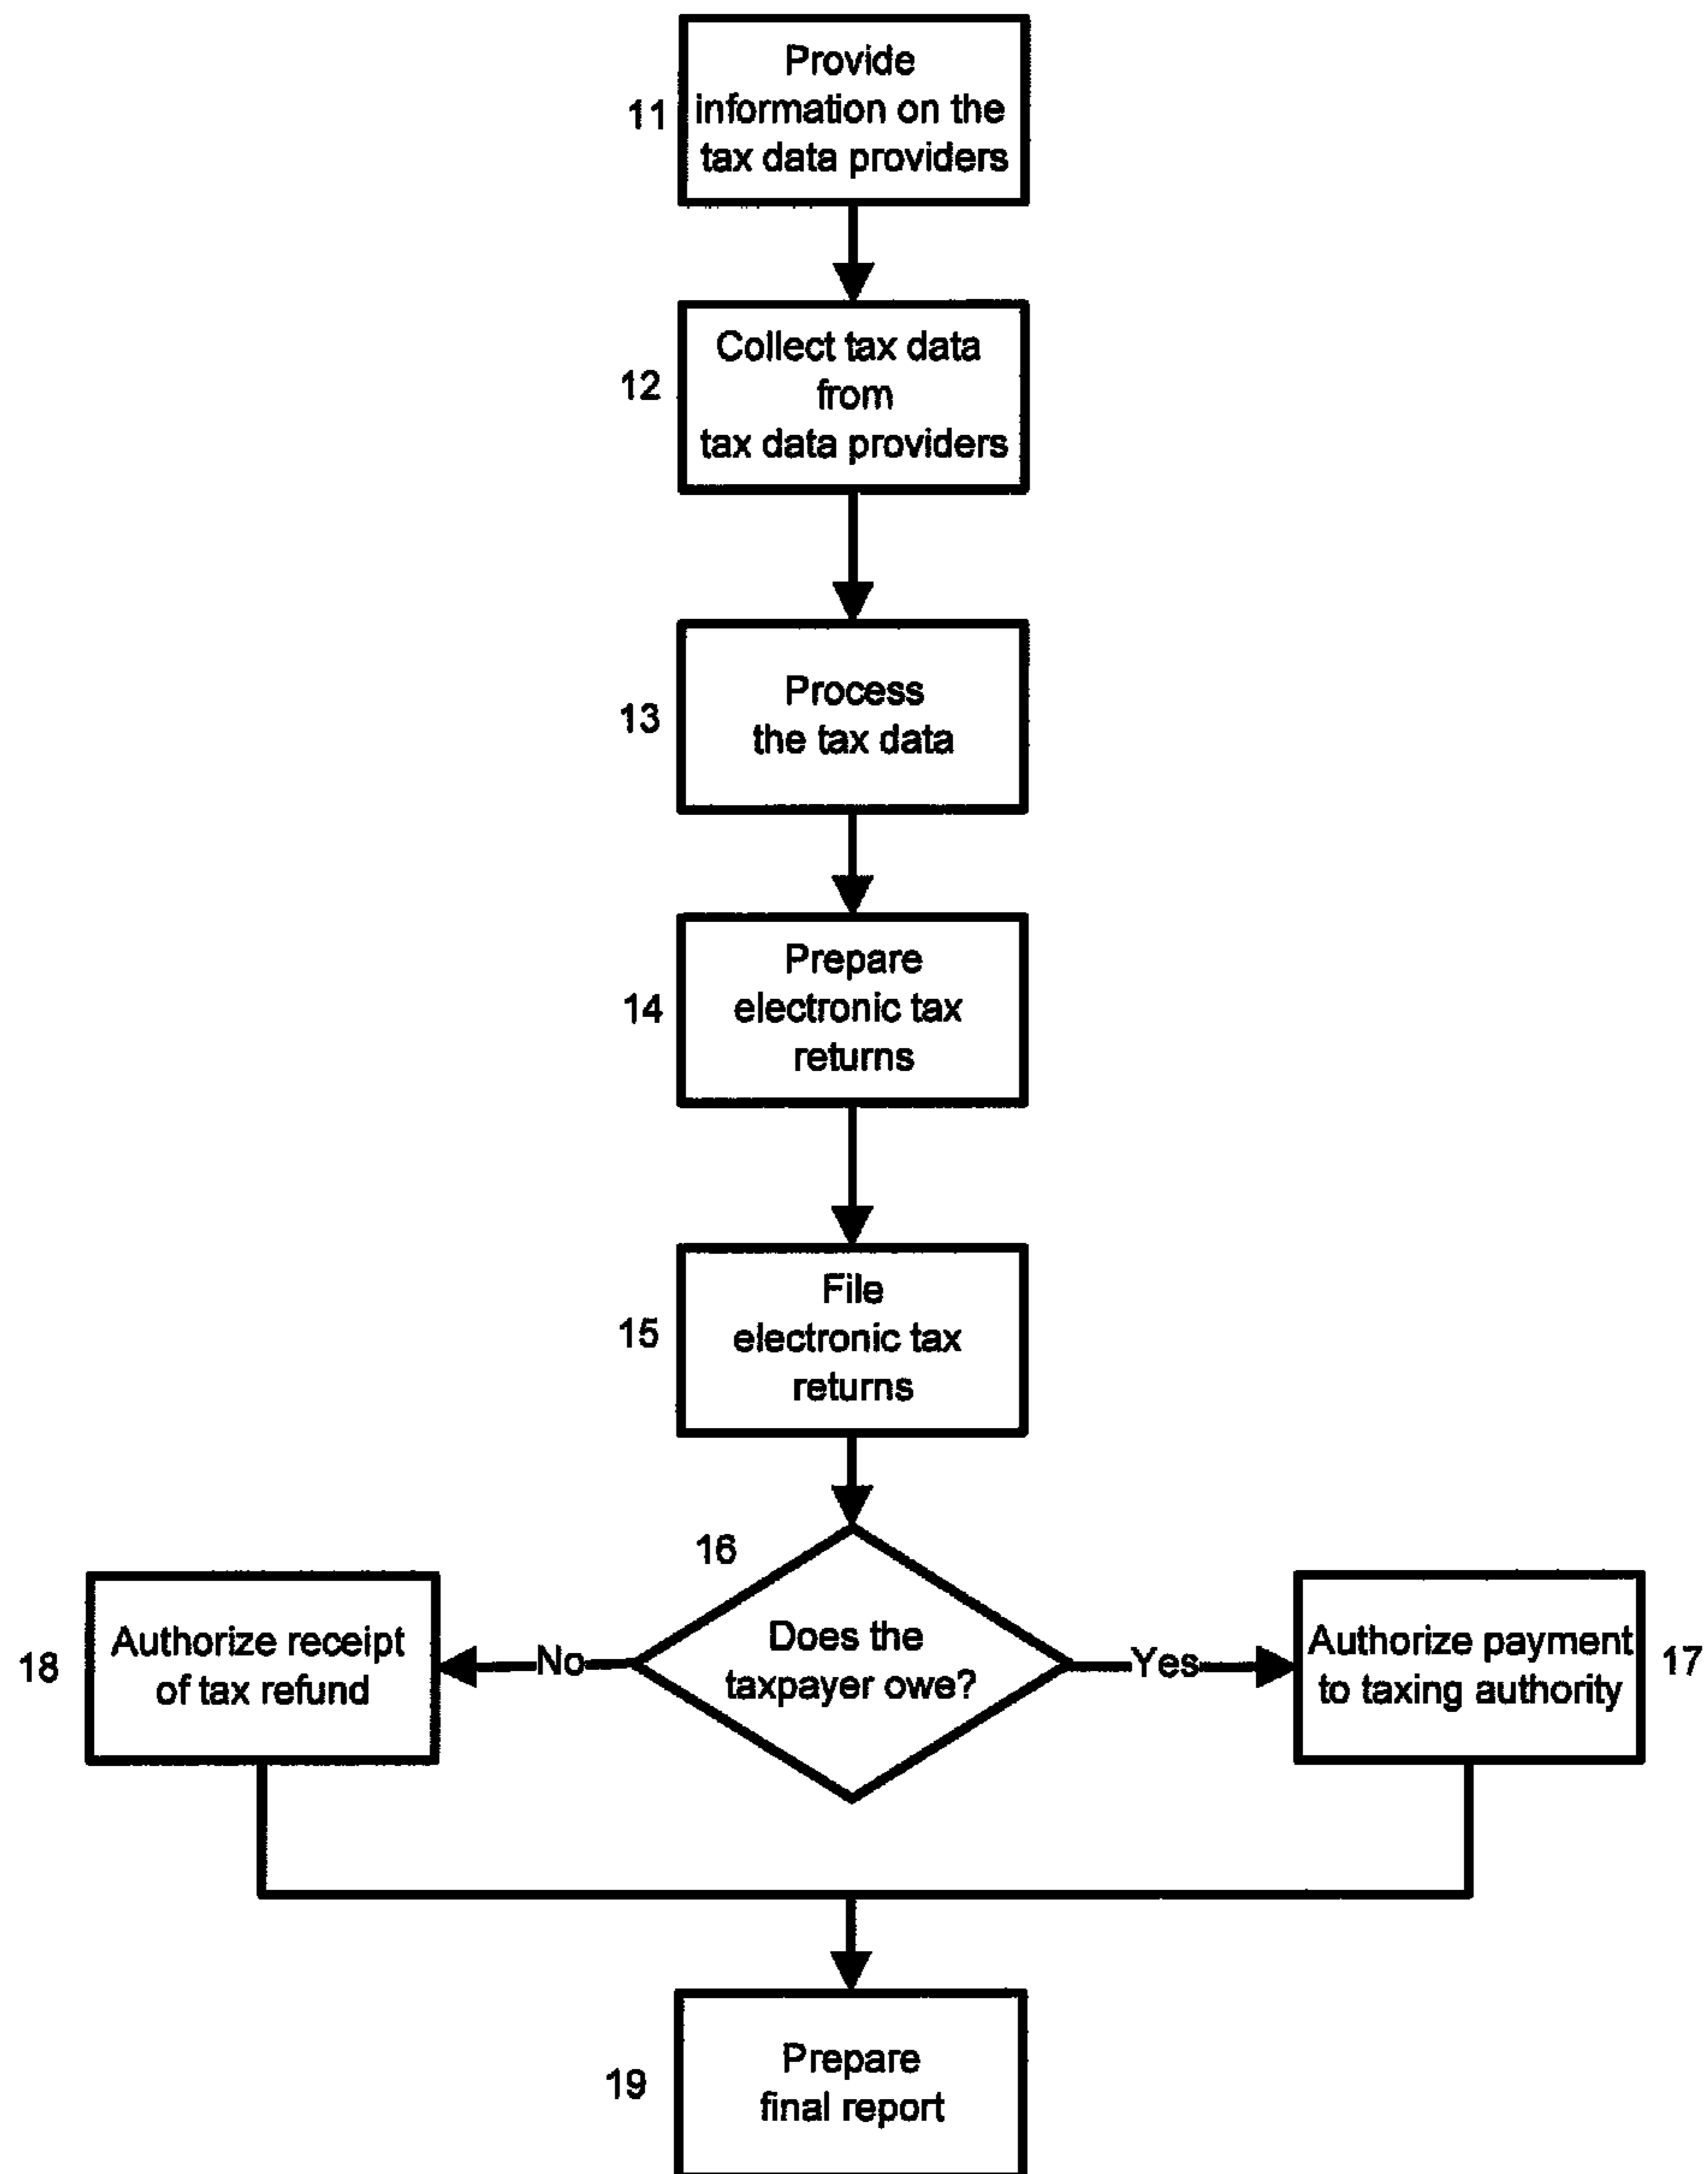 Provide
11 information on the
tax data providers
Collect tax data
12 from
tax data providers
Process
13 the tax data
Prepare
14 electronic tax
returns
File
15 electronic tax
returns
16
Does the
taxpayer owe?
No
Yes
18 Authorize receipt
of tax refund
Authorize payment 17
to taxing authority
Prepare
19 final report